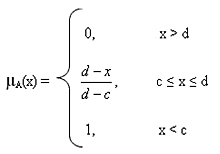 0, x > d
μA(x) = d − x / d − c, c ≤ x ≤ d
1, x < c